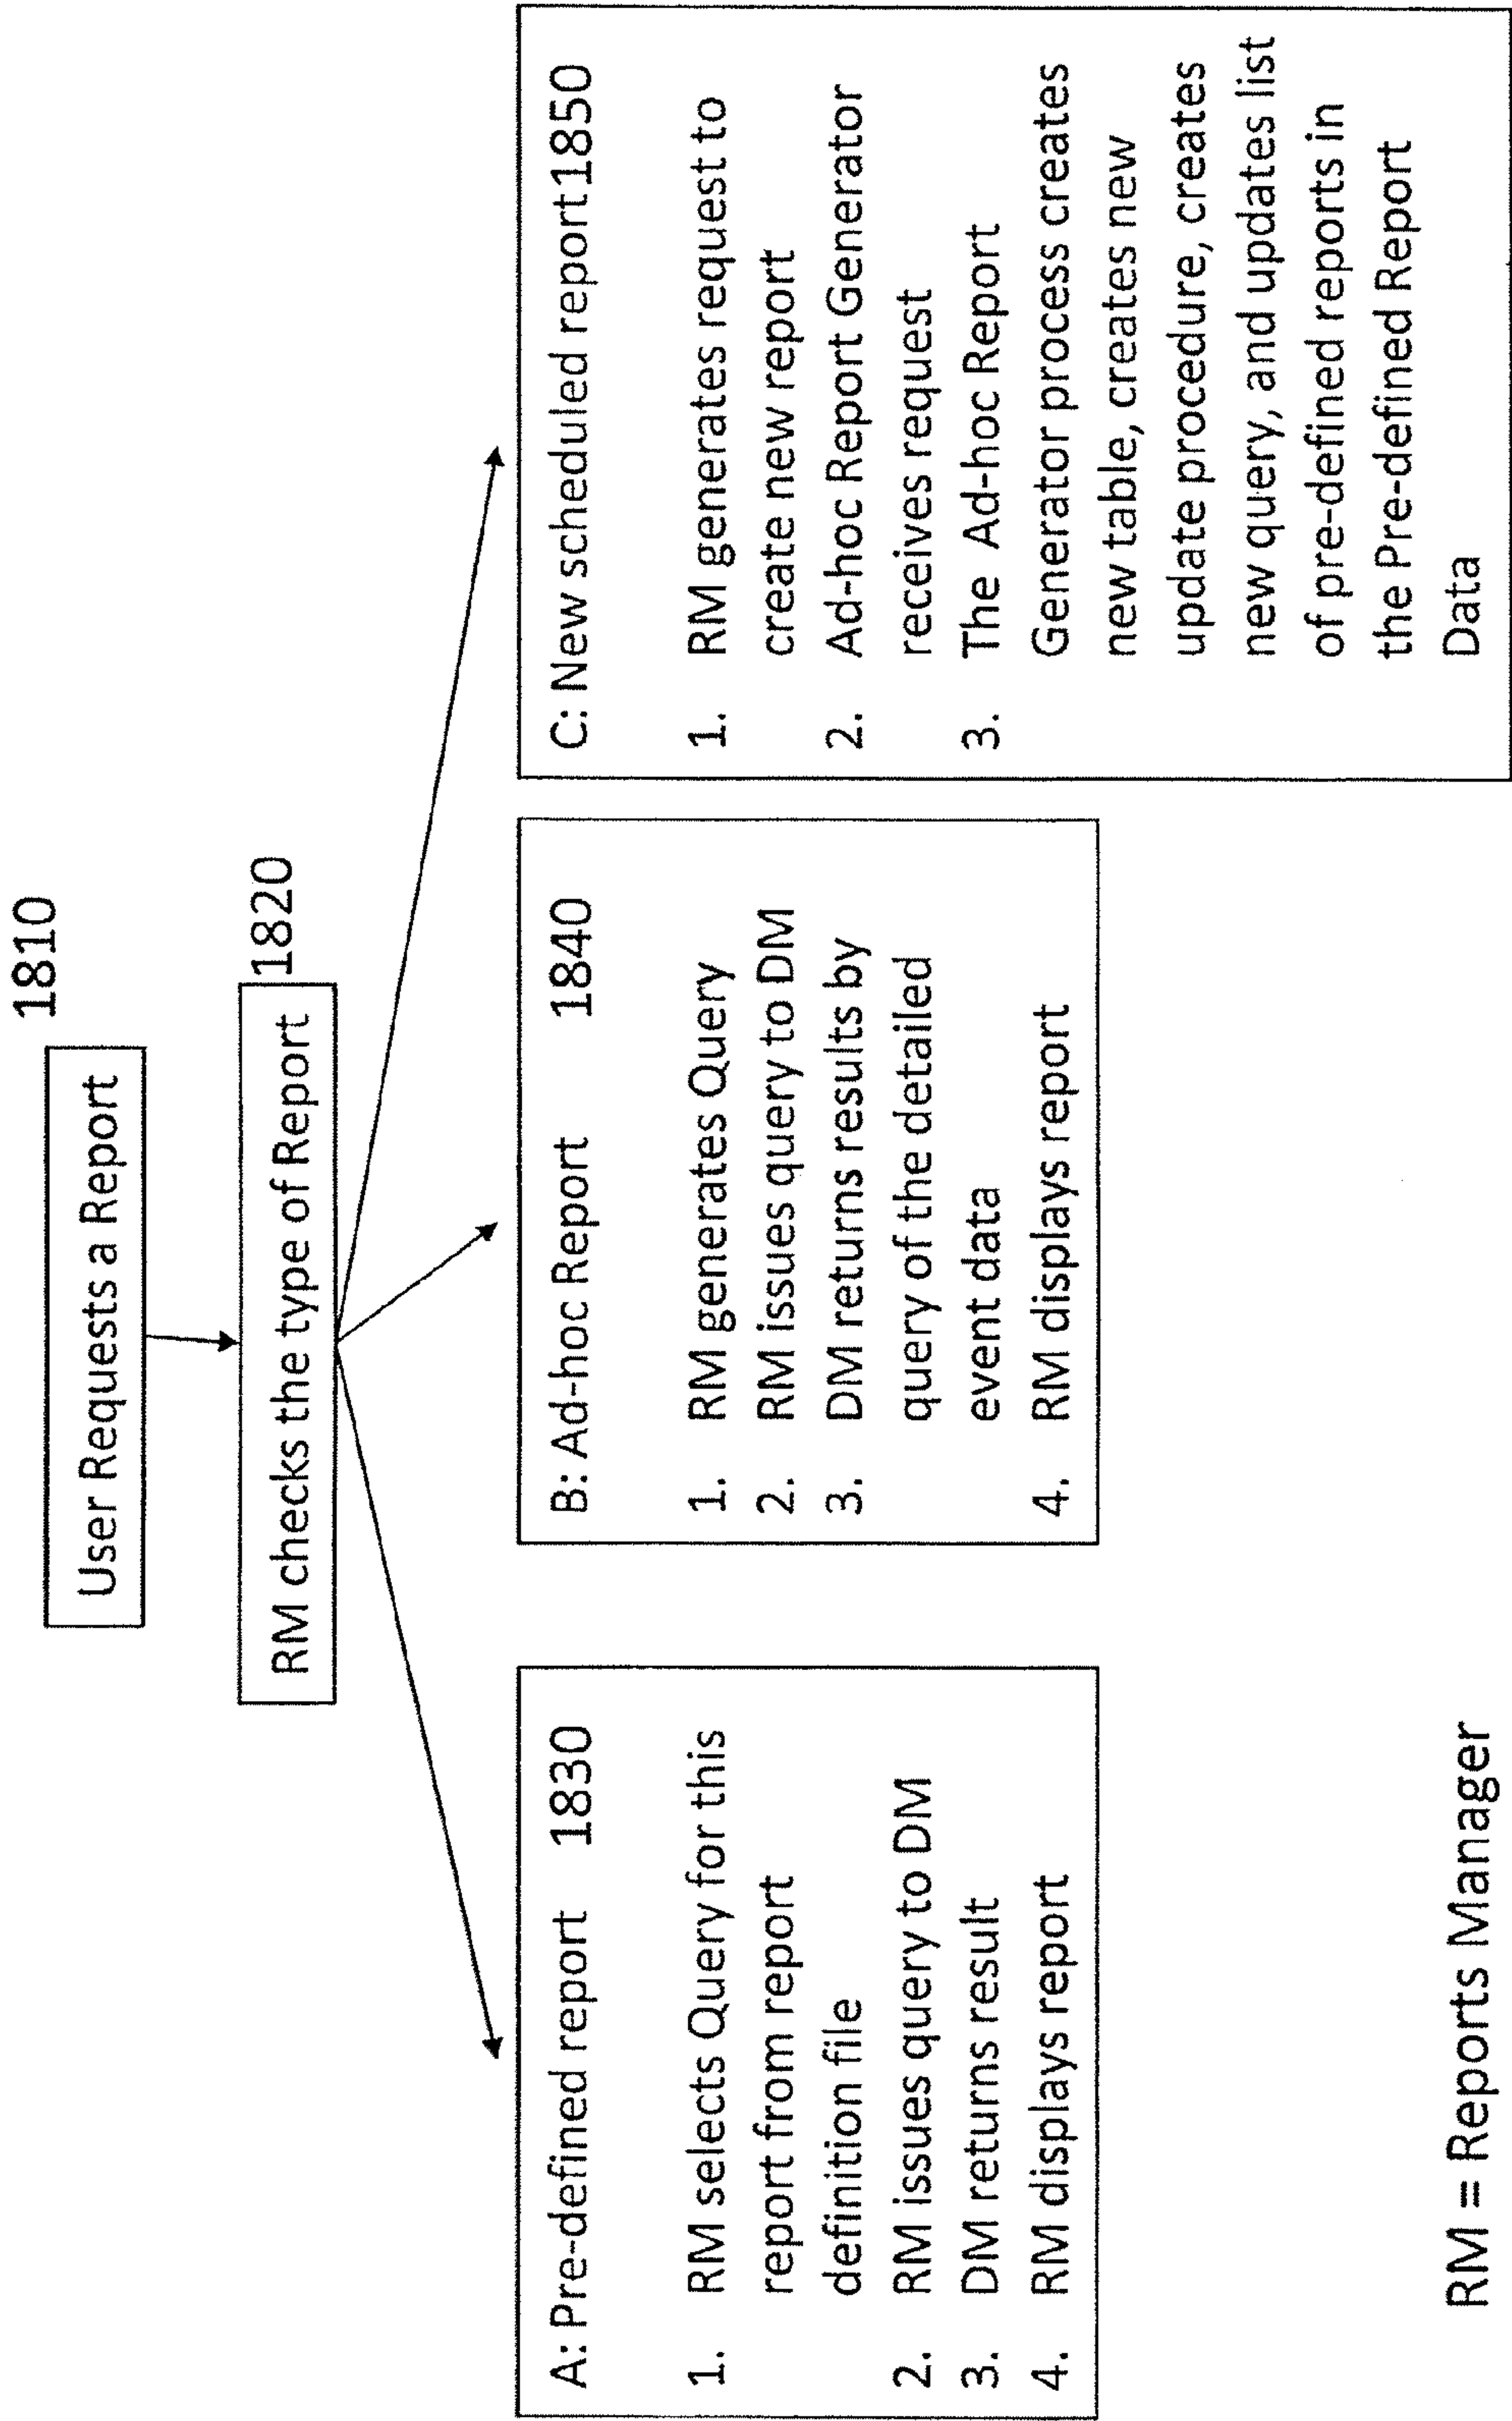 1810
User Requests a Report
1820
RM checks the type of Report
A: Pre-defined report 1830
1. RM selects Query for this
report from report
definition file
2. RM issues query to DM
3. DM returns result
4. RM displays report
B: Ad-hoc Report 1840
1. RM generates Query
2. RM issues query to DM
3. DM returns results by
query of the detailed
event data
4. RM displays report
C: New scheduled report 1850
1. RM generates request to
create new report
2. Ad-hoc Report Generator
receives request
3. The Ad-hoc Report
Generator process creates
new table, creates new
update procedure, creates
new query, and updates list
of pre-defined reports in
the Pre-defined Report
Data
RM = Reports Manager